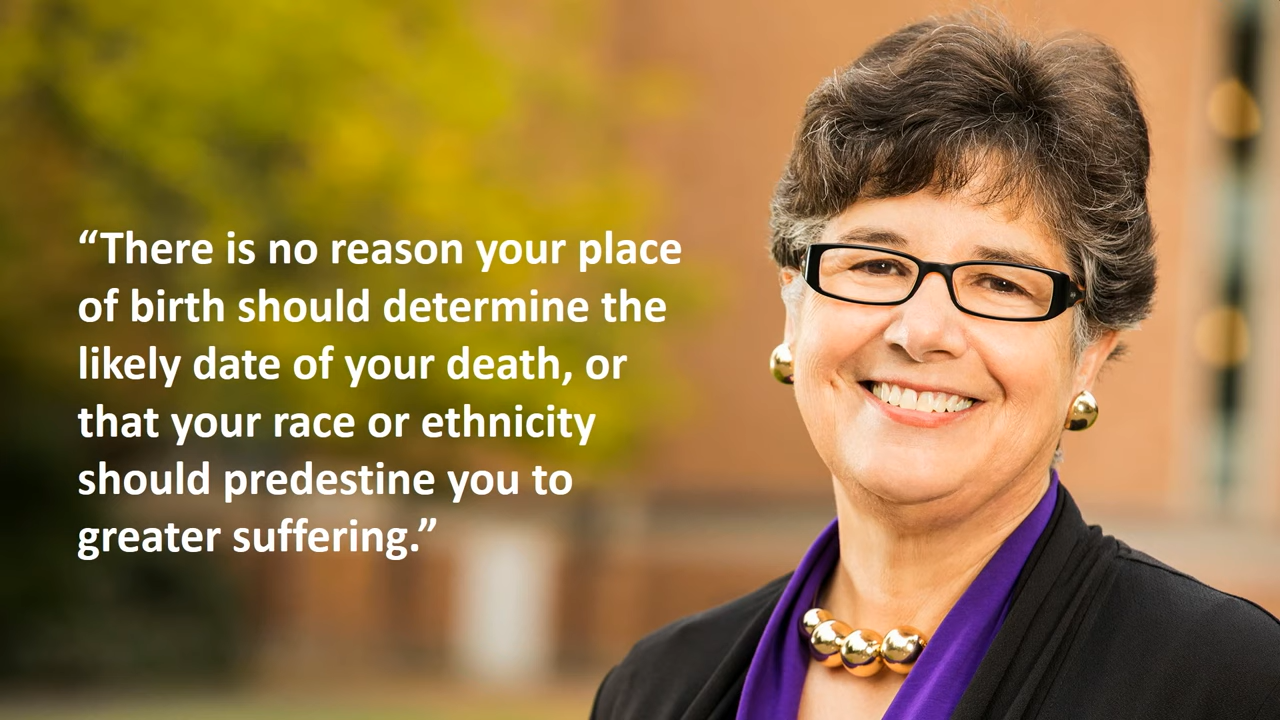 “There is no reason your place
of birth should determine the
likely date of your death, or
that your race or ethnicity
should predestine you to
greater suffering.”